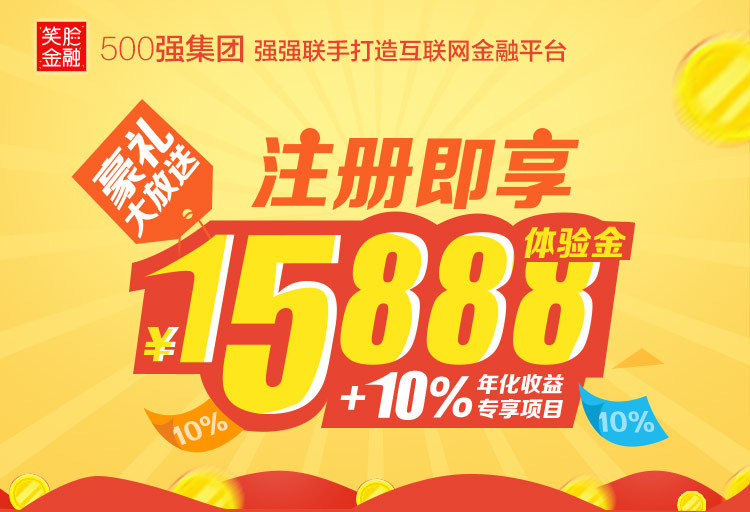 笑脸
金融
500强集团 强强联手打造互联网金融平台
豪礼
大放送
注册即享
¥15888
体验金
+10% 年化收益
专享项目
10%
10%